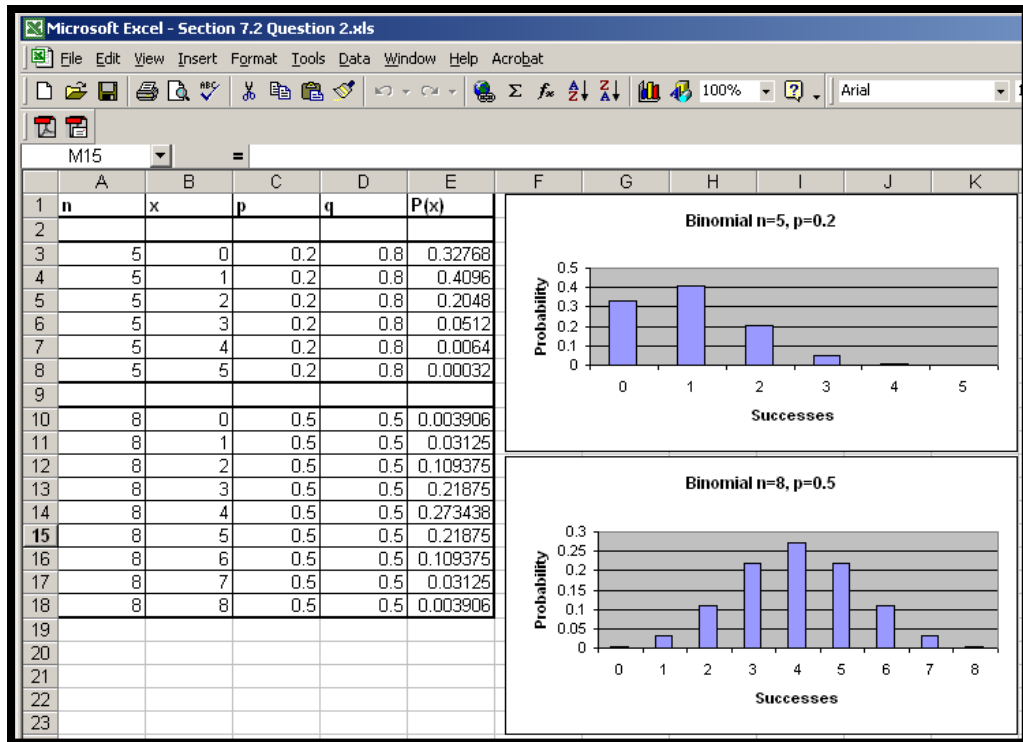 Microsoft Excel - Section 7.2 Question 2.xls
File Edit View Insert Format Tools Data Window Help Acrobat
100% Arial
M15 =
A B C D E F G H I J K
1 n x p q P(x)
2
3 5 0 0.2 0.8 0.32768
4 5 1 0.2 0.8 0.4096
5 5 2 0.2 0.8 0.2048
6 5 3 0.2 0.8 0.0512
7 5 4 0.2 0.8 0.0064
8 5 5 0.2 0.8 0.00032
9
10 8 0 0.5 0.5 0.003906
11 8 1 0.5 0.5 0.03125
12 8 2 0.5 0.5 0.109375
13 8 3 0.5 0.5 0.21875
14 8 4 0.5 0.5 0.273438
15 8 5 0.5 0.5 0.21875
16 8 6 0.5 0.5 0.109375
17 8 7 0.5 0.5 0.03125
18 8 8 0.5 0.5 0.003906
19
20
21
22
23
Binomial n=5, p=0.2
Probability
0.5
0.4
0.3
0.2
0.1
0
0 1 2 3 4 5
Successes
Binomial n=8, p=0.5
Probability
0.3
0.25
0.2
0.15
0.1
0.05
0
0 1 2 3 4 5 6 7 8
Successes